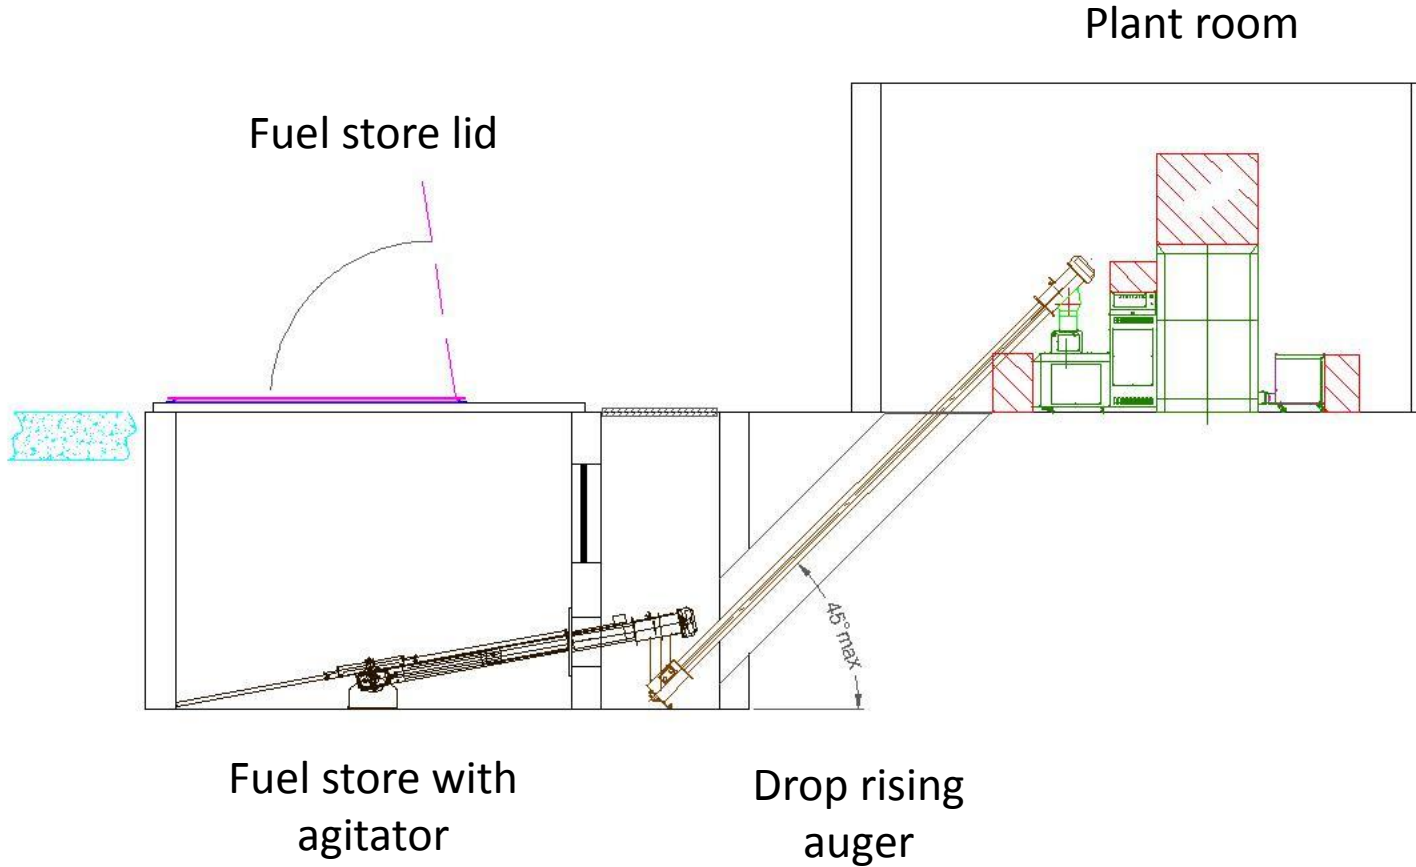 Plant room
Fuel store lid
45° max
Fuel store with
agitator
Drop rising
auger